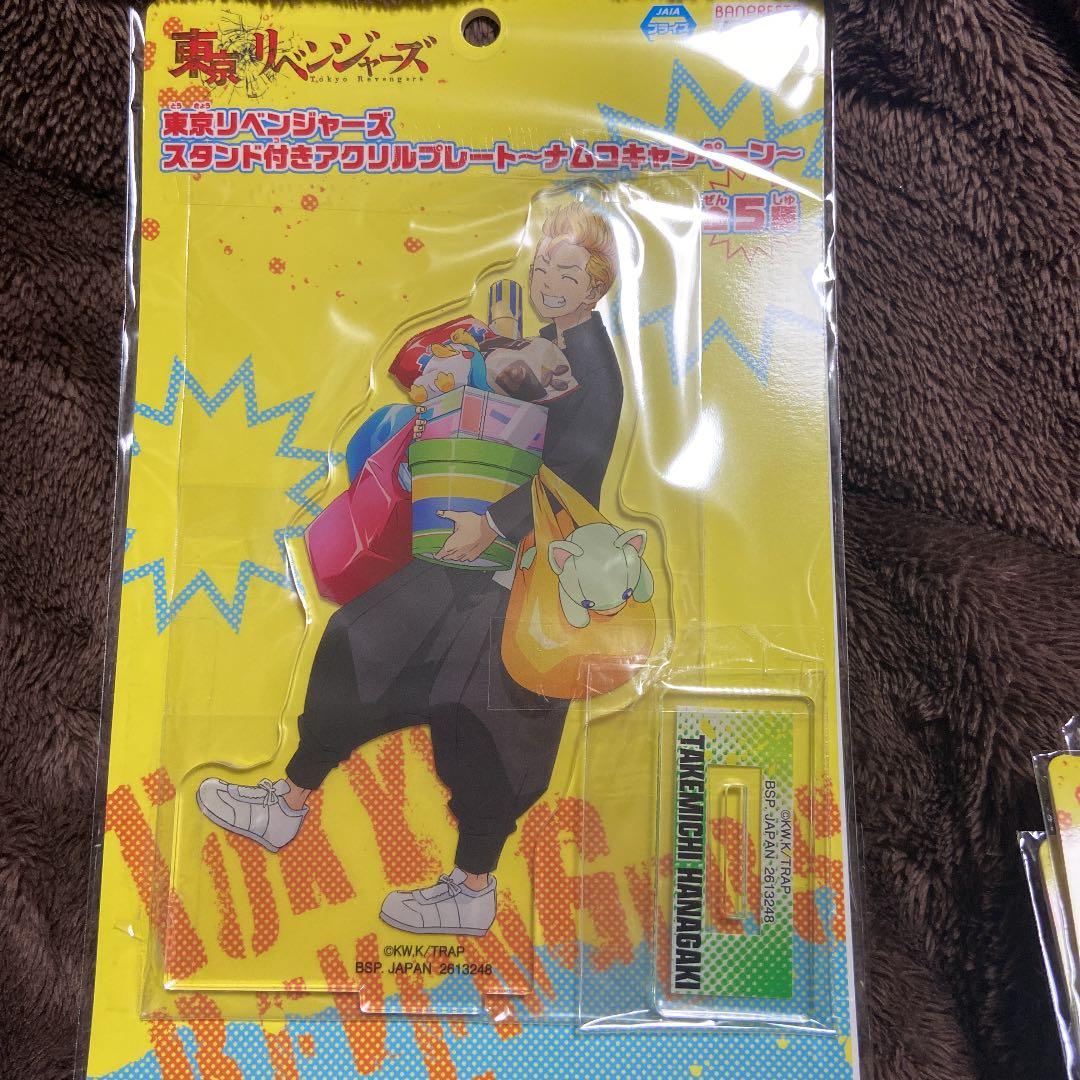 JAIA
プライズ
BANPRESTO
東京リベンジャーズ
Tokyo Revengers
とう きょう
東京リベンジャーズ
スタンド付きアクリルプレート～ナムコキャンペーン～
ぜん しゅ
全5種
©KW,K/TRAP
BSP. JAPAN 2613248
TAKEMICHI HANAGAKI
©KW,K/TRAP
BSP. JAPAN 2613248